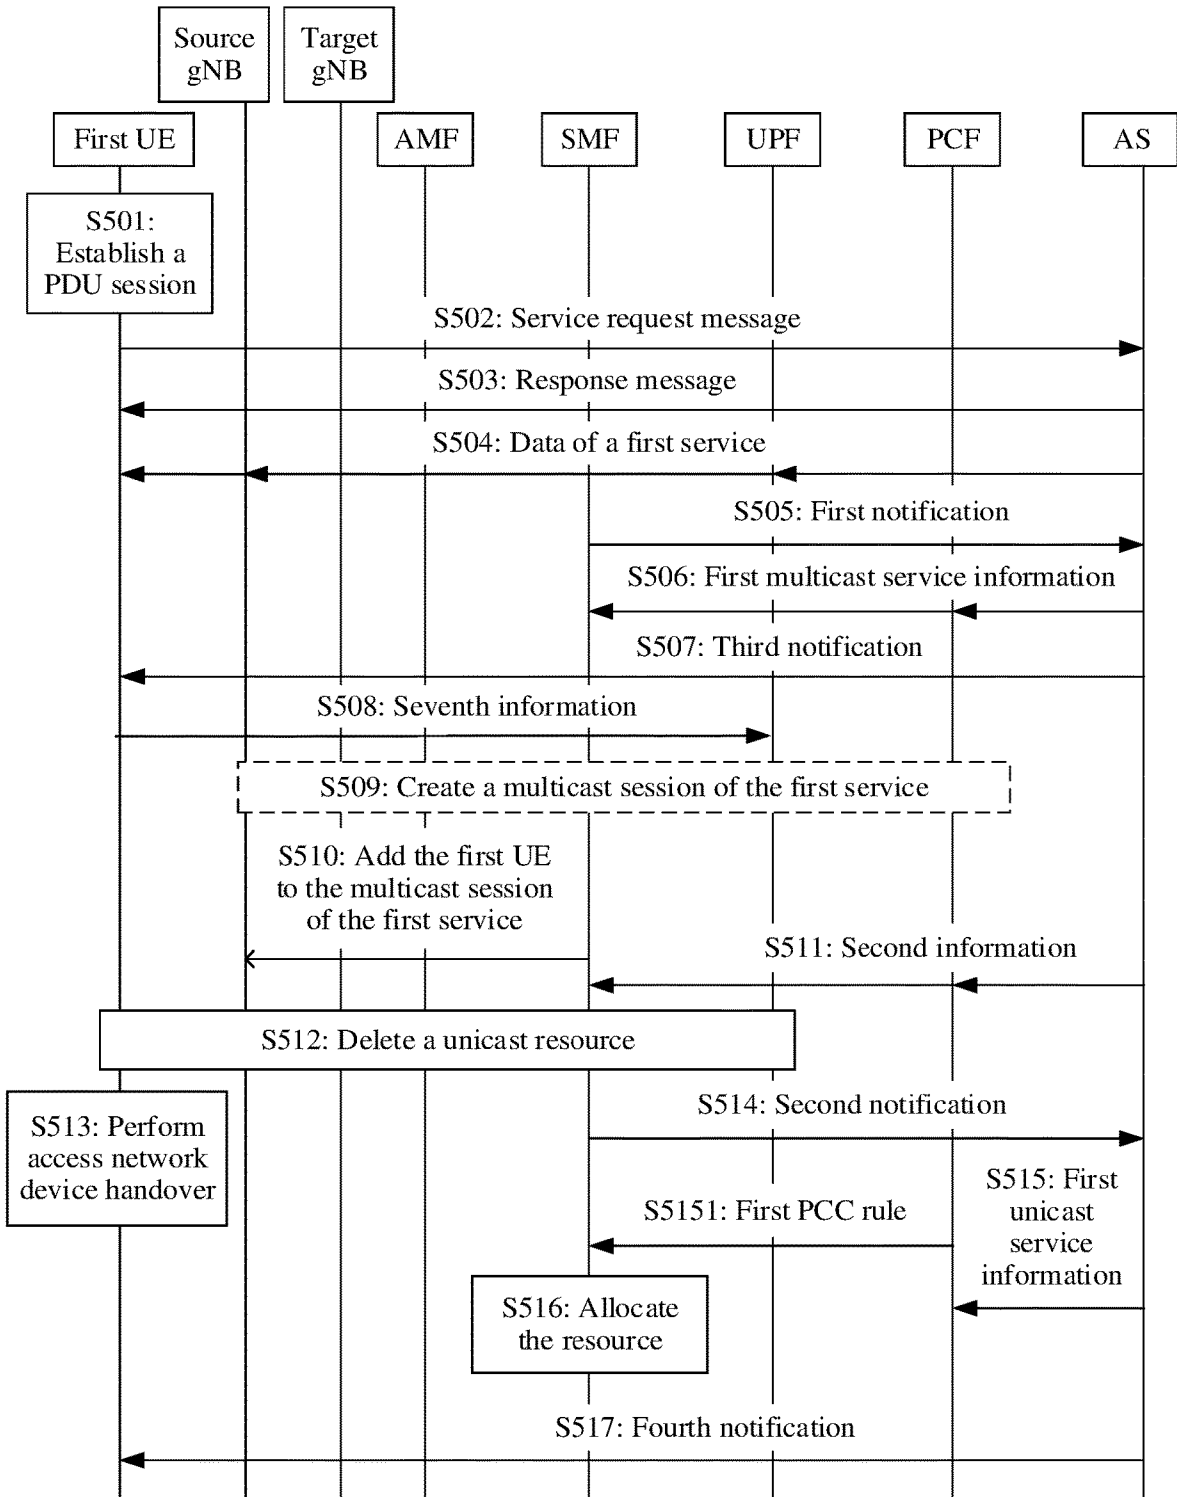 Source
gNB
Target
gNB
First UE
AMF
SMF
UPF
PCF
AS
S501:
Establish a
PDU session
S502: Service request message
S503: Response message
S504: Data of a first service
S505: First notification
S506: First multicast service information
S507: Third notification
S508: Seventh information
S509: Create a multicast session of the first service
S510: Add the first UE
to the multicast session
of the first service
S511: Second information
S512: Delete a unicast resource
S513: Perform
access network
device handover
S514: Second notification
S515: First
unicast
service
information
S5151: First PCC rule
S516: Allocate
the resource
S517: Fourth notification